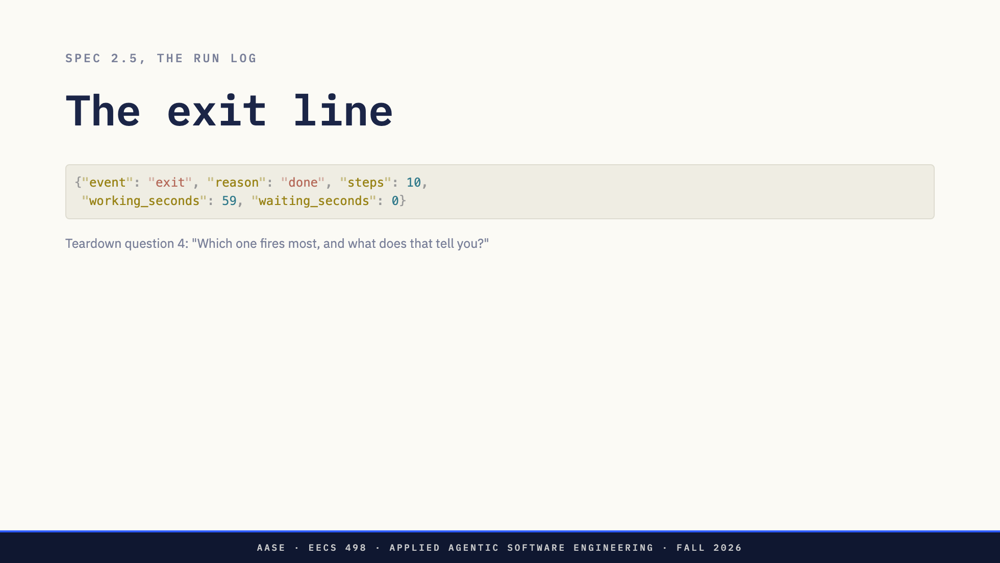 SPEC 2.5, THE RUN LOG
The exit line
{"event": "exit", "reason": "done", "steps": 10,
"working_seconds": 59, "waiting_seconds": 0}
Teardown question 4: "Which one fires most, and what does that tell you?"
AASE · EECS 498 · APPLIED AGENTIC SOFTWARE ENGINEERING · FALL 2026